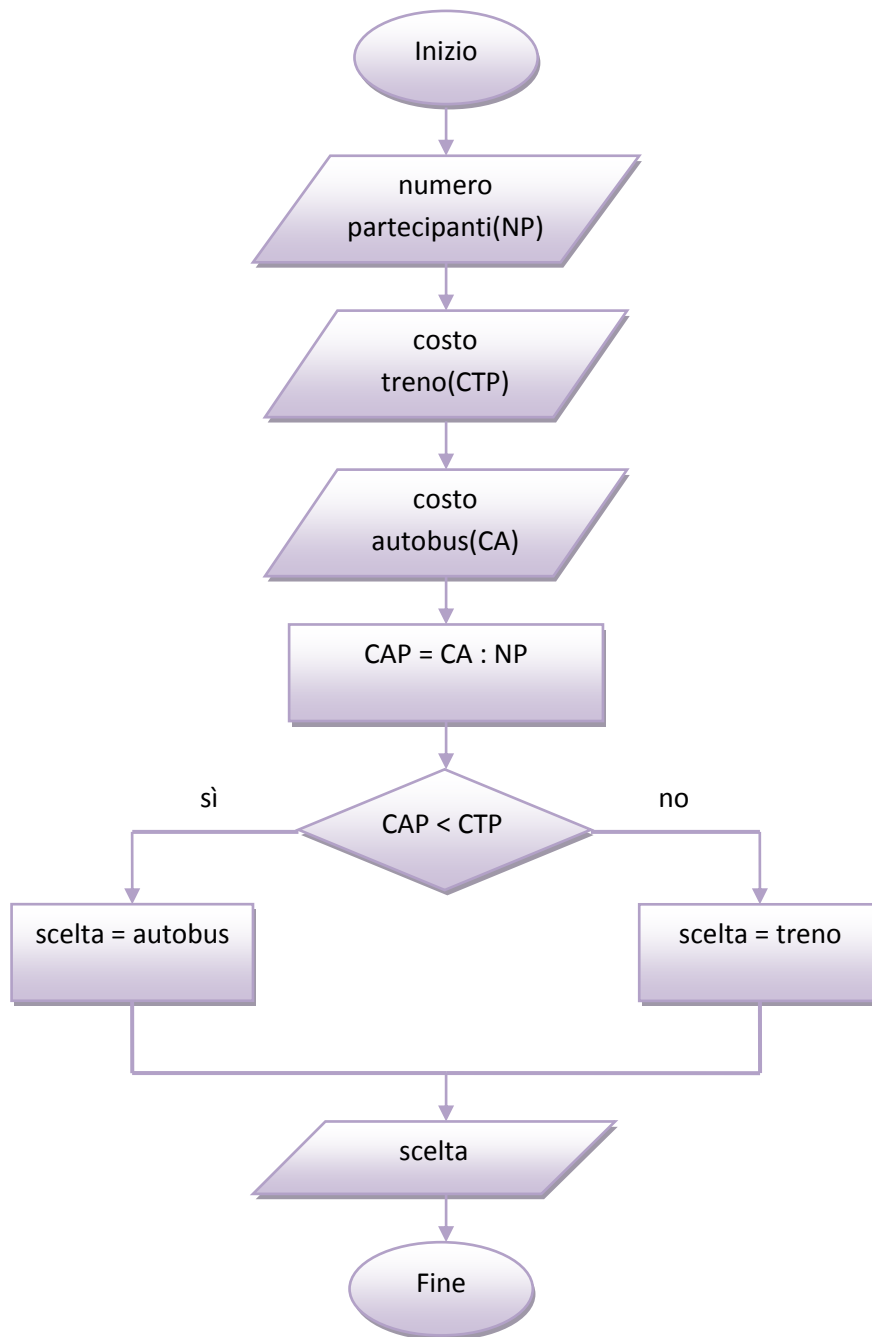 Inizio
numero
partecipanti(NP)
costo
treno(CTP)
costo
autobus(CA)
CAP = CA : NP
sì
CAP < CTP
no
scelta = autobus
scelta = treno
scelta
Fine